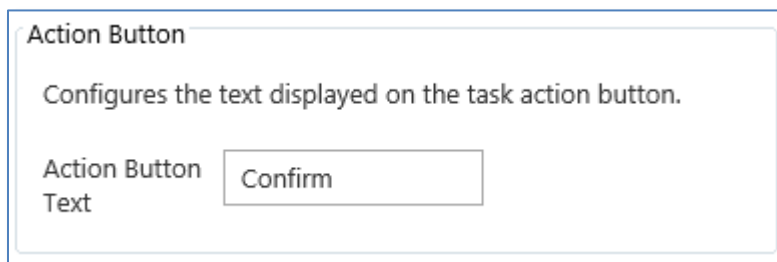 Action Button
Configures the text displayed on the task action button.
Action Button
Text
Confirm